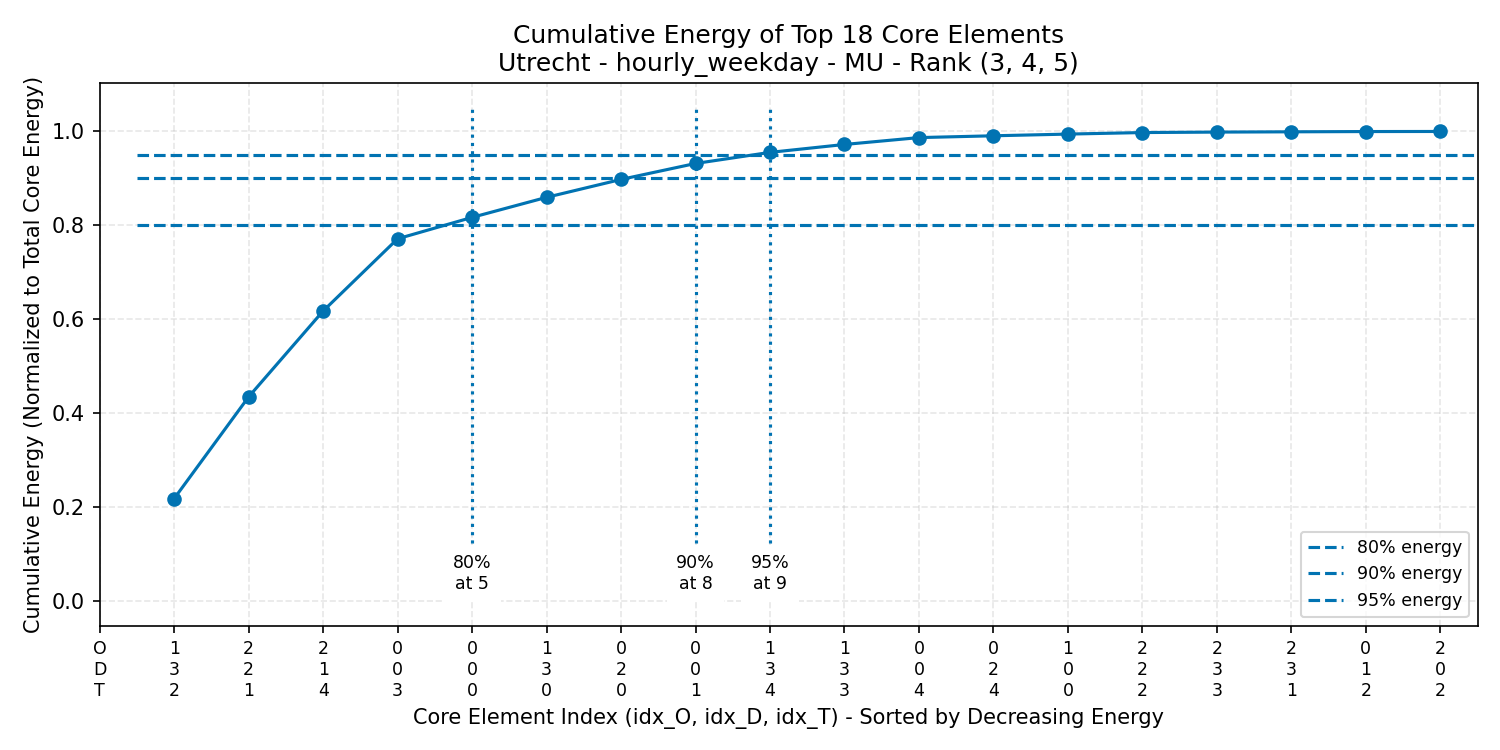 Cumulative Energy of Top 18 Core Elements
Utrecht - hourly_weekday - MU - Rank (3, 4, 5)
Cumulative Energy (Normalized to Total Core Energy)
1.0
0.8
0.6
0.4
0.2
0.0
80%
at 5
90%
at 8
95%
at 9
80% energy
90% energy
95% energy
O 1 2 2 0 0 1 0 0 1 1 0 0 1 2 2 2 0 2
D 3 2 1 0 0 3 2 0 3 3 0 2 0 2 3 3 1 0
T 2 1 4 3 0 0 0 1 4 3 4 4 0 2 3 1 2 2
Core Element Index (idx_O, idx_D, idx_T) - Sorted by Decreasing Energy